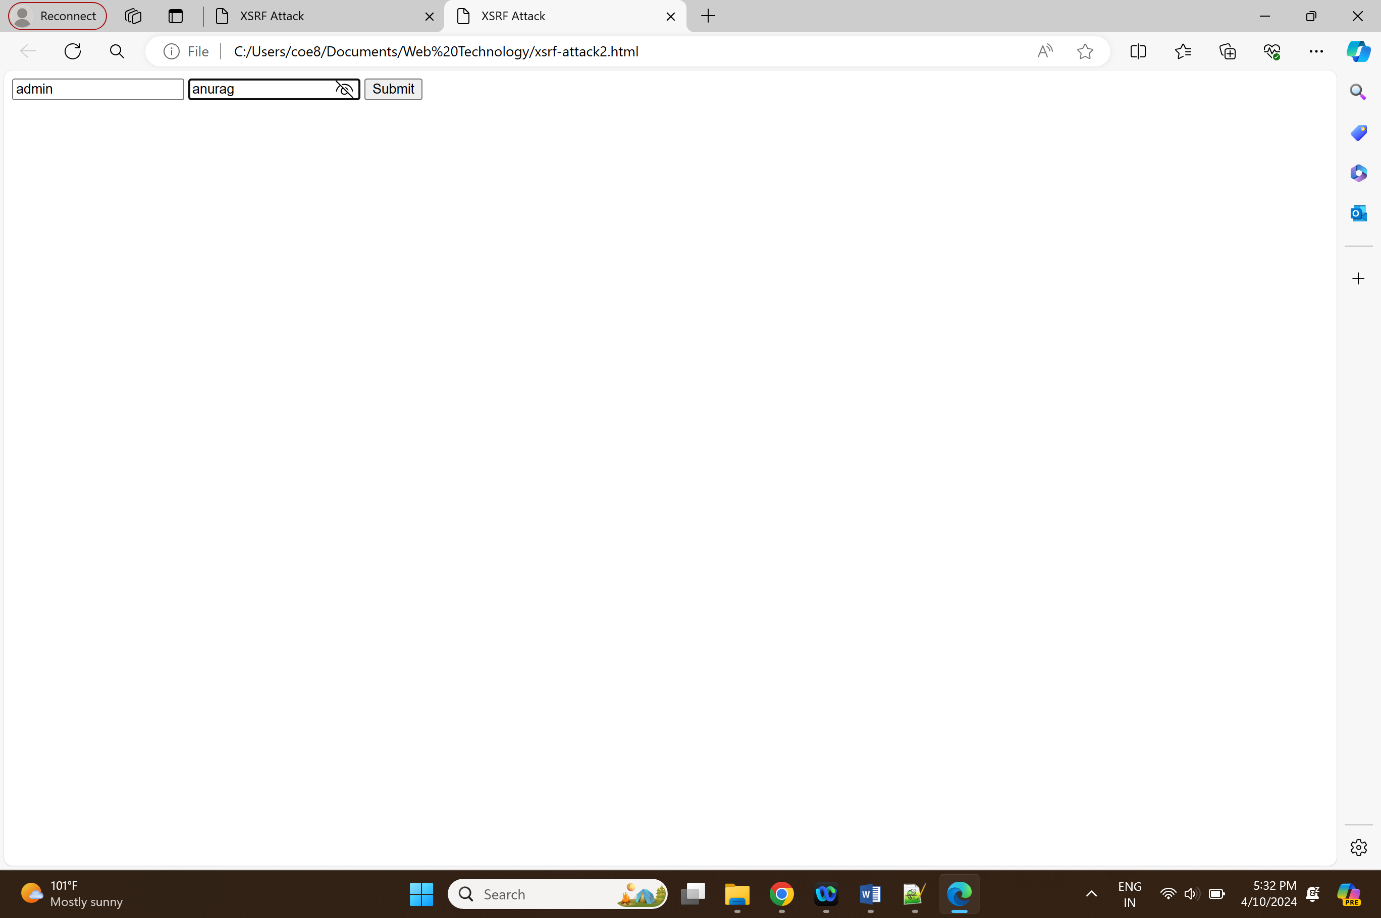 Reconnect
XSRF Attack
XSRF Attack
File
C:/Users/coe8/Documents/Web%20Technology/xsrf-attack2.html
admin
anurag
Submit
101°F
Mostly sunny
Search
ENG
IN
5:32 PM
4/10/2024
PRE